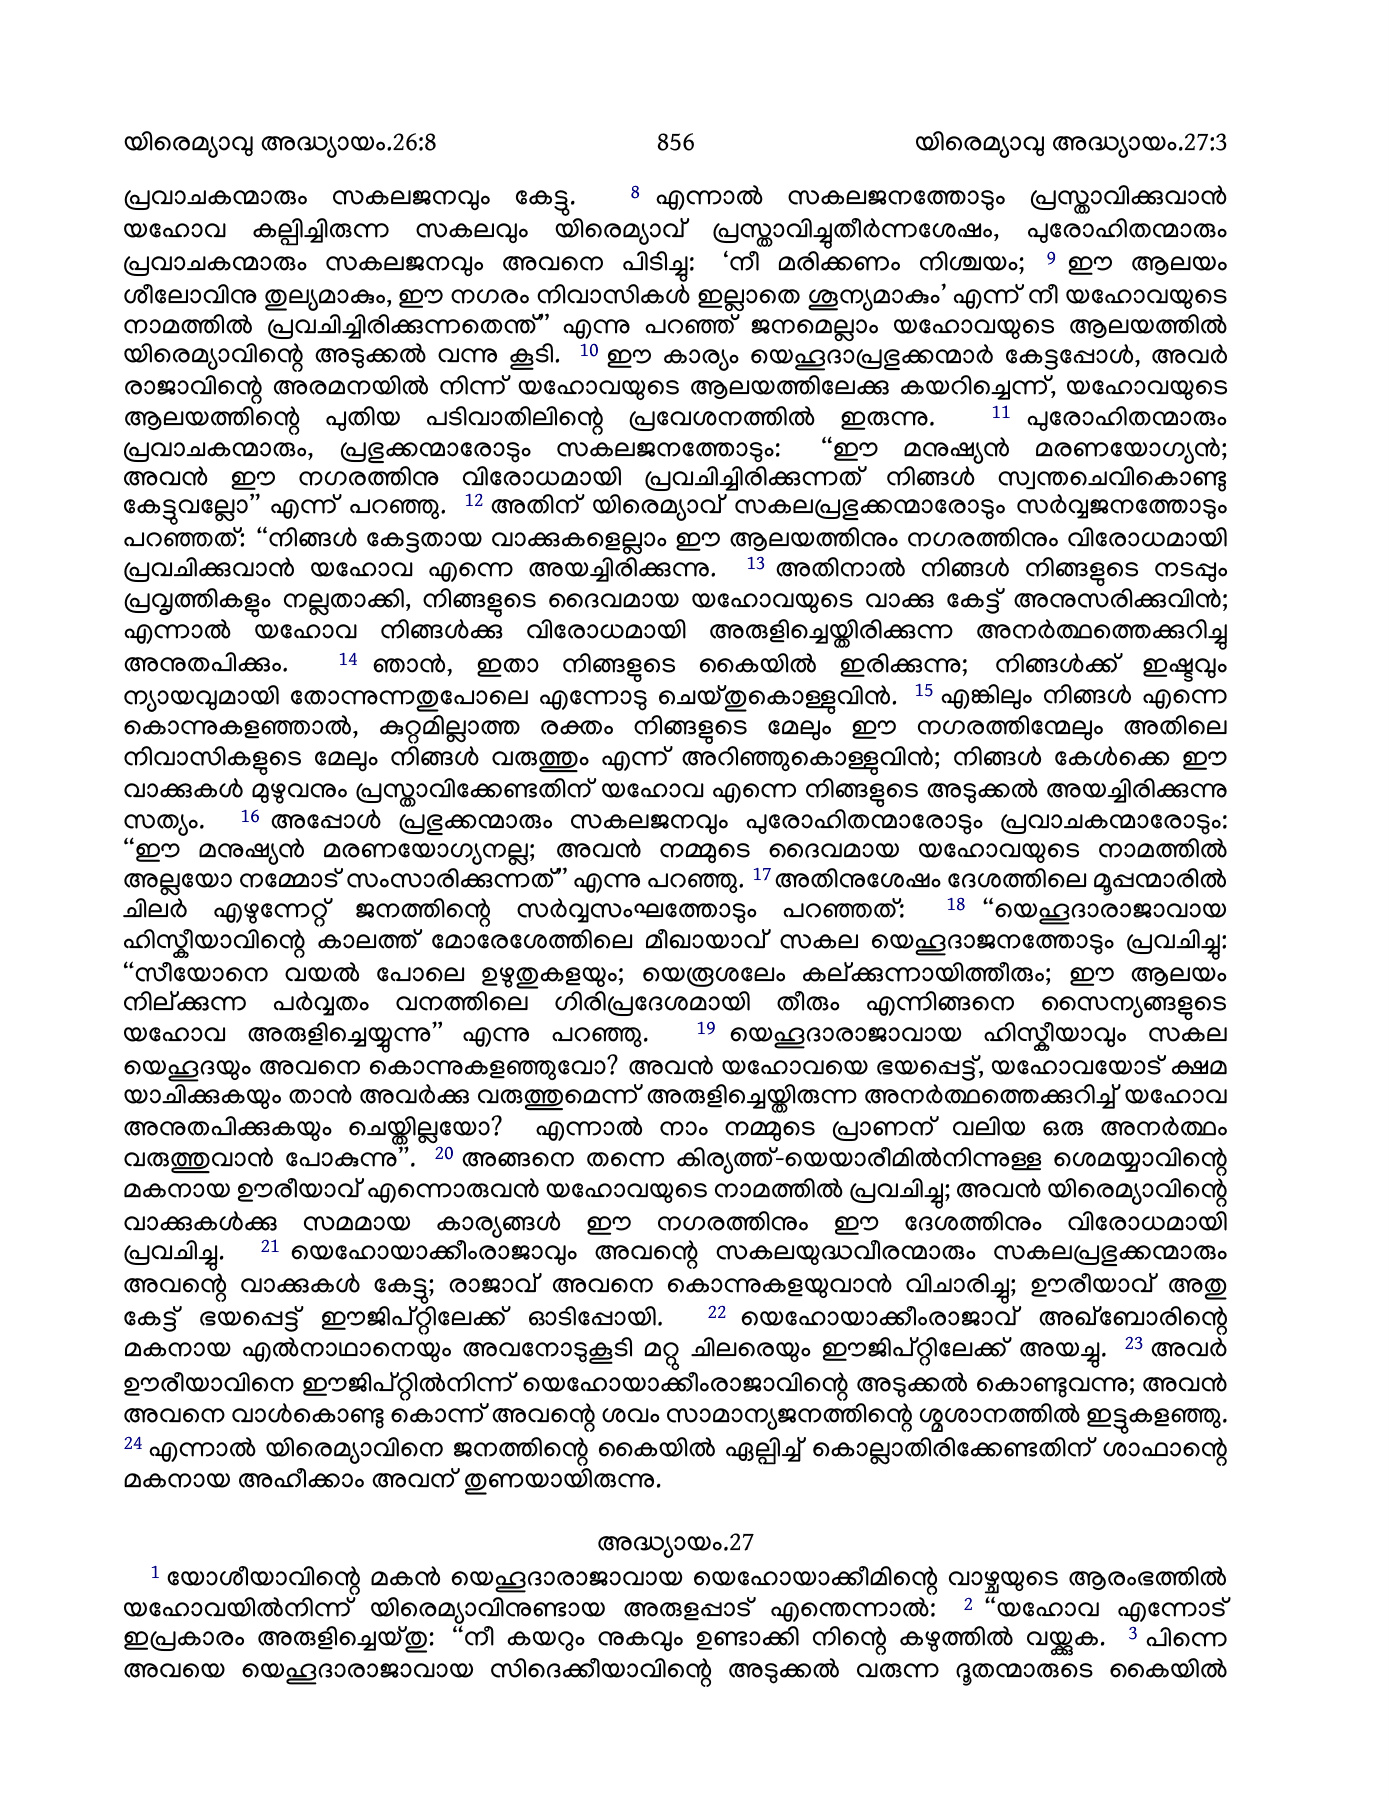 യിരെമ്യാവു അദ്ധ്യായം.26:8 856 യിരെമ്യാവു അദ്ധ്യായം.27:3
പ്രവാചകന്മാരും സകലജനവും കേട്ടു. 8 എന്നാൽ സകലജനത്തോടും പ്രസ്താവിക്കുവാൻ
യഹോവ കല്പിച്ചിരുന്ന സകലവും യിരെമ്യാവ് പ്രസ്താവിച്ചുതീർന്നശേഷം, പുരോഹിതന്മാരും
പ്രവാചകന്മാരും സകലജനവും അവനെ പിടിച്ചു: ‘നീ മരിക്കണം നിശ്ചയം; 9 ഈ ആലയം
ശീലോവിനു തുല്യമാകും, ഈ നഗരം നിവാസികൾ ഇല്ലാതെ ശൂന്യമാകും’ എന്ന് നീ യഹോവയുടെ
നാമത്തിൽ പ്രവചിച്ചിരിക്കുന്നതെന്ത്” എന്നു പറഞ്ഞ് ജനമെല്ലാം യഹോവയുടെ ആലയത്തിൽ
യിരെമ്യാവിന്റെ അടുക്കൽ വന്നു കൂടി. 10 ഈ കാര്യം യെഹൂദാപ്രഭുക്കന്മാർ കേട്ടപ്പോൾ, അവർ
രാജാവിന്റെ അരമനയിൽ നിന്ന് യഹോവയുടെ ആലയത്തിലേക്കു കയറിച്ചെന്ന്, യഹോവയുടെ
ആലയത്തിന്റെ പുതിയ പടിവാതിലിന്റെ പ്രവേശനത്തിൽ ഇരുന്നു. 11 പുരോഹിതന്മാരും
പ്രവാചകന്മാരും, പ്രഭുക്കന്മാരോടും സകലജനത്തോടും: “ഈ മനുഷ്യൻ മരണയോഗ്യൻ;
അവൻ ഈ നഗരത്തിനു വിരോധമായി പ്രവചിച്ചിരിക്കുന്നത് നിങ്ങൾ സ്വന്തചെവികൊണ്ടു
കേട്ടുവല്ലോ” എന്ന് പറഞ്ഞു. 12 അതിന് യിരെമ്യാവ് സകലപ്രഭുക്കന്മാരോടും സർവ്വജനത്തോടും
പറഞ്ഞത്: “നിങ്ങൾ കേട്ടതായ വാക്കുകളെല്ലാം ഈ ആലയത്തിനും നഗരത്തിനും വിരോധമായി
പ്രവചിക്കുവാൻ യഹോവ എന്നെ അയച്ചിരിക്കുന്നു. 13 അതിനാൽ നിങ്ങൾ നിങ്ങളുടെ നടപ്പും
പ്രവൃത്തികളും നല്ലതാക്കി, നിങ്ങളുടെ ദൈവമായ യഹോവയുടെ വാക്കു കേട്ട് അനുസരിക്കുവിൻ;
എന്നാൽ യഹോവ നിങ്ങൾക്കു വിരോധമായി അരുളിച്ചെയ്തിരിക്കുന്ന അനർത്ഥത്തെക്കുറിച്ചു
അനുതപിക്കും. 14 ഞാൻ, ഇതാ നിങ്ങളുടെ കൈയിൽ ഇരിക്കുന്നു; നിങ്ങൾക്ക് ഇഷ്ടവും
ന്യായവുമായി തോന്നുന്നതുപോലെ എന്നോടു ചെയ്തുകൊള്ളുവിൻ. 15 എങ്കിലും നിങ്ങൾ എന്നെ
കൊന്നുകളഞ്ഞാൽ, കുറ്റമില്ലാത്ത രക്തം നിങ്ങളുടെ മേലും ഈ നഗരത്തിന്മേലും അതിലെ
നിവാസികളുടെ മേലും നിങ്ങൾ വരുത്തും എന്ന് അറിഞ്ഞുകൊള്ളുവിൻ; നിങ്ങൾ കേൾക്കെ ഈ
വാക്കുകൾ മുഴുവനും പ്രസ്താവിക്കേണ്ടതിന് യഹോവ എന്നെ നിങ്ങളുടെ അടുക്കൽ അയച്ചിരിക്കുന്നു
സത്യം. 16 അപ്പോൾ പ്രഭുക്കന്മാരും സകലജനവും പുരോഹിതന്മാരോടും പ്രവാചകന്മാരോടും:
“ഈ മനുഷ്യൻ മരണയോഗ്യനല്ല; അവൻ നമ്മുടെ ദൈവമായ യഹോവയുടെ നാമത്തിൽ
അല്ലയോ നമ്മോട് സംസാരിക്കുന്നത്” എന്നു പറഞ്ഞു. 17 അതിനുശേഷം ദേശത്തിലെ മൂപ്പന്മാരിൽ
ചിലർ എഴുന്നേറ്റ് ജനത്തിന്റെ സർവ്വസംഘത്തോടും പറഞ്ഞത്: 18 “യെഹൂദാരാജാവായ
ഹിസ്കീയാവിന്റെ കാലത്ത് മോരേശേത്തിലെ മീഖായാവ് സകല യെഹൂദാജനത്തോടും പ്രവചിച്ചു:
“സീയോനെ വയൽ പോലെ ഉഴുതുകളയും; യെരൂശലേം കല്ക്കുന്നായിത്തീരും; ഈ ആലയം
നില്ക്കുന്ന പർവ്വതം വനത്തിലെ ഗിരിപ്രദേശമായി തീരും എന്നിങ്ങനെ സൈന്യങ്ങളുടെ
യഹോവ അരുളിച്ചെയ്യുന്നു” എന്നു പറഞ്ഞു. 19 യെഹൂദാരാജാവായ ഹിസ്കീയാവും സകല
യെഹൂദയും അവനെ കൊന്നുകളഞ്ഞുവോ? അവൻ യഹോവയെ ഭയപ്പെട്ട്, യഹോവയോട് ക്ഷമ
യാചിക്കുകയും താൻ അവർക്കു വരുത്തുമെന്ന് അരുളിച്ചെയ്തിരുന്ന അനർത്ഥത്തെക്കുറിച്ച് യഹോവ
അനുതപിക്കുകയും ചെയ്തില്ലയോ? എന്നാൽ നാം നമ്മുടെ പ്രാണന് വലിയ ഒരു അനർത്ഥം
വരുത്തുവാൻ പോകുന്നു”. 20 അങ്ങനെ തന്നെ കിര്യത്ത്-യെയാരീമിൽനിന്നുള്ള ശെമയ്യാവിന്റെ
മകനായ ഊരീയാവ് എന്നൊരുവൻ യഹോവയുടെ നാമത്തിൽ പ്രവചിച്ചു; അവൻ യിരെമ്യാവിന്റെ
വാക്കുകൾക്കു സമമായ കാര്യങ്ങൾ ഈ നഗരത്തിനും ഈ ദേശത്തിനും വിരോധമായി
പ്രവചിച്ചു. 21 യെഹോയാക്കീംരാജാവും അവന്റെ സകലയുദ്ധവീരന്മാരും സകലപ്രഭുക്കന്മാരും
അവന്റെ വാക്കുകൾ കേട്ടു; രാജാവ് അവനെ കൊന്നുകളയുവാൻ വിചാരിച്ചു; ഊരീയാവ് അതു
കേട്ട് ഭയപ്പെട്ട് ഈജിപ്റ്റിലേക്ക് ഓടിപ്പോയി. 22 യെഹോയാക്കീംരാജാവ് അഖ്ബോരിന്റെ
മകനായ എൽനാഥാനെയും അവനോടുകൂടി മറ്റു ചിലരെയും ഈജിപ്റ്റിലേക്ക് അയച്ചു. 23 അവർ
ഊരീയാവിനെ ഈജിപ്റ്റിൽനിന്ന് യെഹോയാക്കീംരാജാവിന്റെ അടുക്കൽ കൊണ്ടുവന്നു; അവൻ
അവനെ വാൾകൊണ്ടു കൊന്ന് അവന്റെ ശവം സാമാന്യജനത്തിന്റെ ശ്മശാനത്തിൽ ഇട്ടുകളഞ്ഞു.
24 എന്നാൽ യിരെമ്യാവിനെ ജനത്തിന്റെ കൈയിൽ ഏല്പിച്ച് കൊല്ലാതിരിക്കേണ്ടതിന് ശാഫാന്റെ
മകനായ അഹീക്കാം അവന് തുണയായിരുന്നു.
അദ്ധ്യായം.27
1 യോശീയാവിന്റെ മകൻ യെഹൂദാരാജാവായ യെഹോയാക്കീമിന്റെ വാഴ്ചയുടെ ആരംഭത്തിൽ
യഹോവയിൽനിന്ന് യിരെമ്യാവിനുണ്ടായ അരുളപ്പാട് എന്തെന്നാൽ: 2 “യഹോവ എന്നോട്
ഇപ്രകാരം അരുളിച്ചെയ്തു: “നീ കയറും നുകവും ഉണ്ടാക്കി നിന്റെ കഴുത്തിൽ വയ്ക്കുക. 3 പിന്നെ
അവയെ യെഹൂദാരാജാവായ സിദെക്കീയാവിന്റെ അടുക്കൽ വരുന്ന ദൂതന്മാരുടെ കൈയിൽ